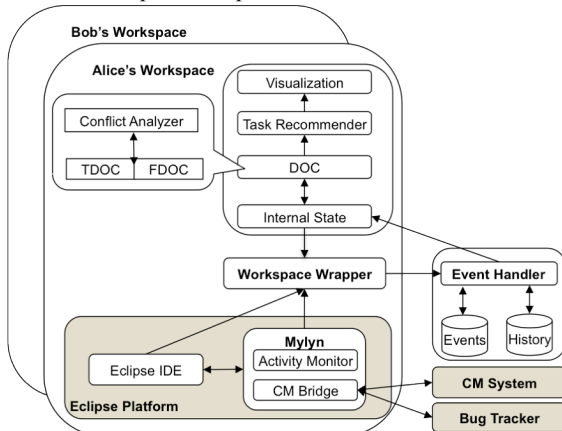 Bob's Workspace
Alice's Workspace
Visualization
Conflict Analyzer
Task Recommender
TDOC FDOC
DOC
Internal State
Workspace Wrapper
Event Handler
Mylyn
Events History
Eclipse IDE
Activity Monitor
CM Bridge
CM System
Eclipse Platform
Bug Tracker